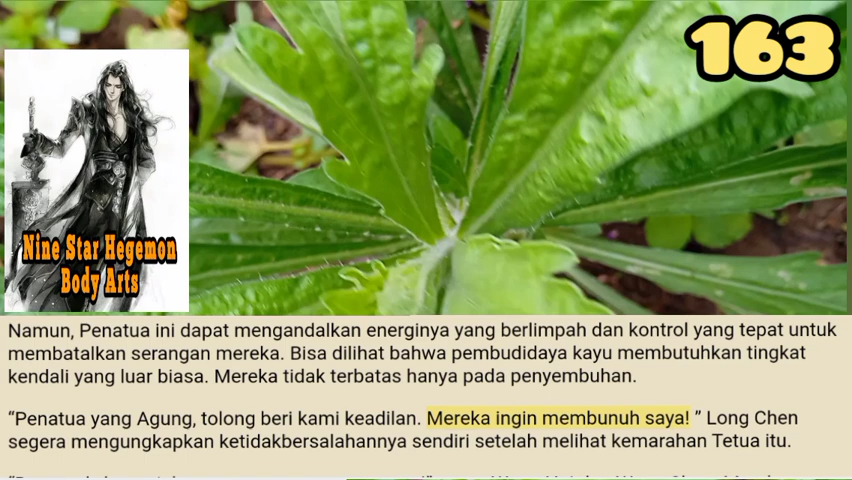 163
Nine Star Hegemon
Body Arts
Namun, Penatua ini dapat mengandalkan energinya yang berlimpah dan kontrol yang tepat untuk
membatalkan serangan mereka. Bisa dilihat bahwa pembudidaya kayu membutuhkan tingkat
kendali yang luar biasa. Mereka tidak terbatas hanya pada penyembuhan.
“Penatua yang Agung, tolong beri kami keadilan. Mereka ingin membunuh saya! ” Long Chen
segera mengungkapkan ketidakbersalahannya sendiri setelah melihat kemarahan Tetua itu.